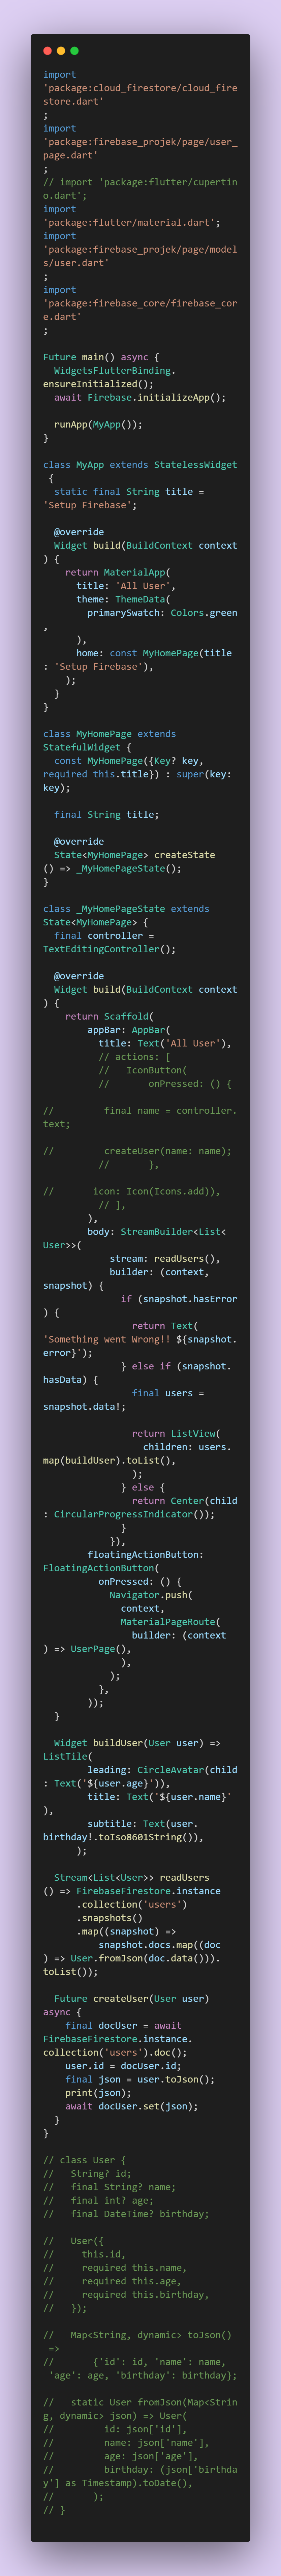 import
'package:cloud_firestore/cloud_fire
store.dart'
;
import
'package:firebase_projek/page/user_
page.dart'
;
// import 'package:flutter/cupertin
o.dart';
import
'package:flutter/material.dart';
import
'package:firebase_projek/page/model
s/user.dart'
;
import
'package:firebase_core/firebase_cor
e.dart'
;

Future main() async {
  WidgetsFlutterBinding.
ensureInitialized();
  await Firebase.initializeApp();

  runApp(MyApp());
}

class MyApp extends StatelessWidget
 {
  static final String title =
'Setup Firebase';

  @override
  Widget build(BuildContext context
) {
    return MaterialApp(
      title: 'All User',
      theme: ThemeData(
        primarySwatch: Colors.green
,
      ),
      home: const MyHomePage(title
: 'Setup Firebase'),
    );
  }
}

class MyHomePage extends
StatefulWidget {
  const MyHomePage({Key? key,
required this.title}) : super(key:
key);

  final String title;

  @override
  State<MyHomePage> createState
() => _MyHomePageState();
}

class _MyHomePageState extends
State<MyHomePage> {
  final controller =
TextEditingController();

  @override
  Widget build(BuildContext context
) {
    return Scaffold(
        appBar: AppBar(
          title: Text('All User'),
          // actions: [
          //   IconButton(
          //       onPressed: () {

//         final name = controller.
text;

//         createUser(name: name);
          //       },

//       icon: Icon(Icons.add)),
          // ],
        ),
        body: StreamBuilder<List<
User>>(
            stream: readUsers(),
            builder: (context,
snapshot) {
              if (snapshot.hasError
) {
                return Text(
'Something went Wrong!! ${snapshot.
error}');
              } else if (snapshot.
hasData) {
                final users =
snapshot.data!;

                return ListView(
                  children: users.
map(buildUser).toList(),
                );
              } else {
                return Center(child
: CircularProgressIndicator());
              }
            }),
        floatingActionButton:
FloatingActionButton(
          onPressed: () {
            Navigator.push(
              context,
              MaterialPageRoute(
                builder: (context
) => UserPage(),
              ),
            );
          },
        ));
  }

  Widget buildUser(User user) =>
ListTile(
        leading: CircleAvatar(child
: Text('${user.age}')),
        title: Text('${user.name}'
),
        subtitle: Text(user.
birthday!.toIso8601String()),
      );

  Stream<List<User>> readUsers
() => FirebaseFirestore.instance
      .collection('users')
      .snapshots()
      .map((snapshot) =>
          snapshot.docs.map((doc
) => User.fromJson(doc.data())).
toList());

  Future createUser(User user)
async {
    final docUser = await
FirebaseFirestore.instance.
collection('users').doc();
    user.id = docUser.id;
    final json = user.toJson();
    print(json);
    await docUser.set(json);
  }
}

// class User {
//   String? id;
//   final String? name;
//   final int? age;
//   final DateTime? birthday;

//   User({
//     this.id,
//     required this.name,
//     required this.age,
//     required this.birthday,
//   });

//   Map<String, dynamic> toJson()
 =>
//       {'id': id, 'name': name,
 'age': age, 'birthday': birthday};

//   static User fromJson(Map<Strin
g, dynamic> json) => User(
//         id: json['id'],
//         name: json['name'],
//         age: json['age'],
//         birthday: (json['birthda
y'] as Timestamp).toDate(),
//       );
// }